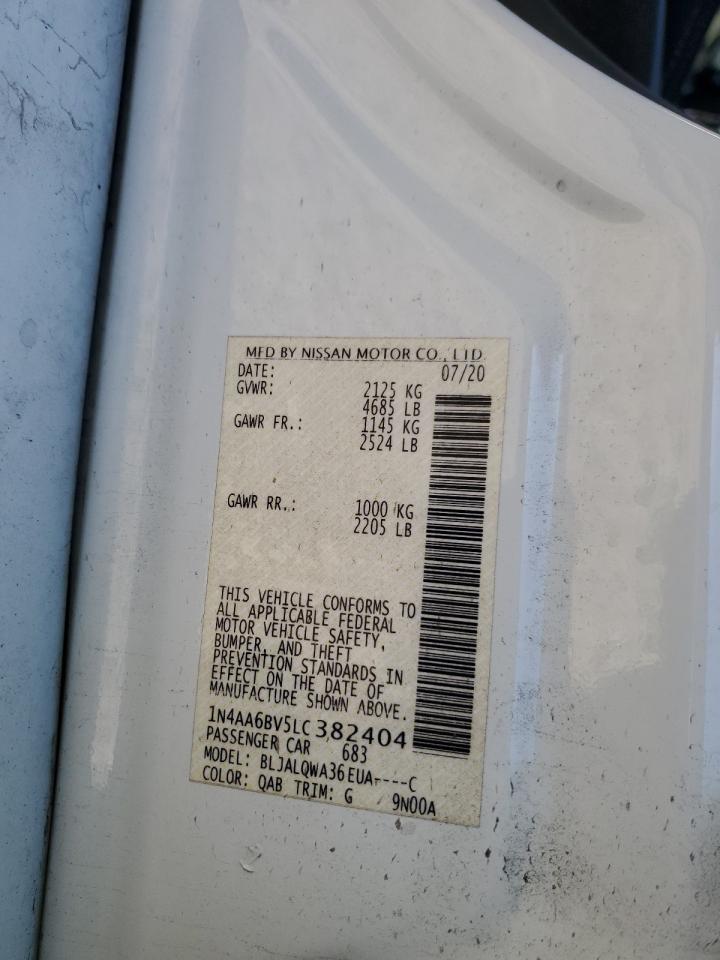 MFD BY NISSAN MOTOR CO., LTD.
DATE: 07/20
GVWR: 2125 KG
4685 LB
GAWR FR.: 1145 KG
2524 LB
GAWR RR.: 1000 KG
2205 LB
THIS VEHICLE CONFORMS TO
ALL APPLICABLE FEDERAL
MOTOR VEHICLE SAFETY,
BUMPER, AND THEFT
PREVENTION STANDARDS IN
EFFECT ON THE DATE OF
MANUFACTURE SHOWN ABOVE.
1N4AA6BV5LC382404
PASSENGER CAR 683
MODEL: BLJALQWA36EUA----C
COLOR: QAB TRIM: G 9N00A